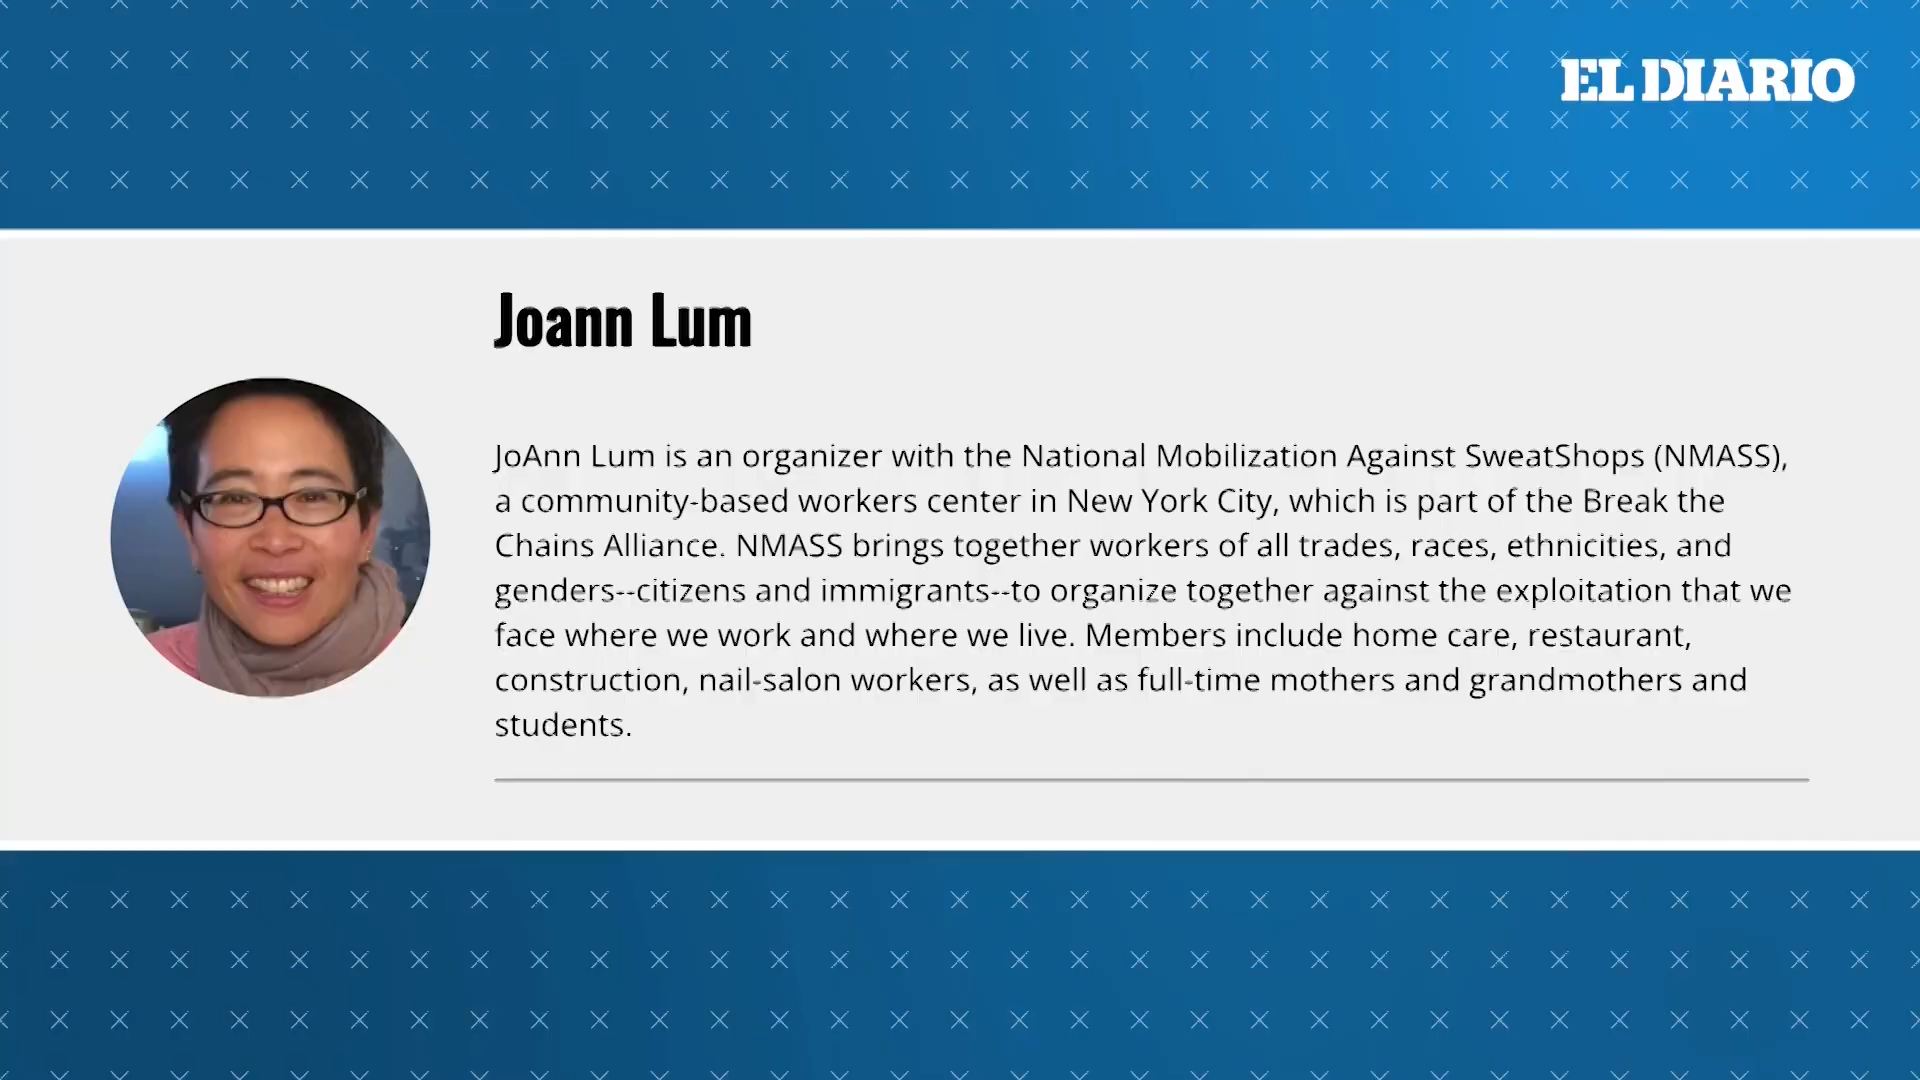 EL DIARIO
Joann Lum
JoAnn Lum is an organizer with the National Mobilization Against SweatShops (NMASS),
a community-based workers center in New York City, which is part of the Break the
Chains Alliance. NMASS brings together workers of all trades, races, ethnicities, and
genders--citizens and immigrants--to organize together against the exploitation that we
face where we work and where we live. Members include home care, restaurant,
construction, nail-salon workers, as well as full-time mothers and grandmothers and
students.